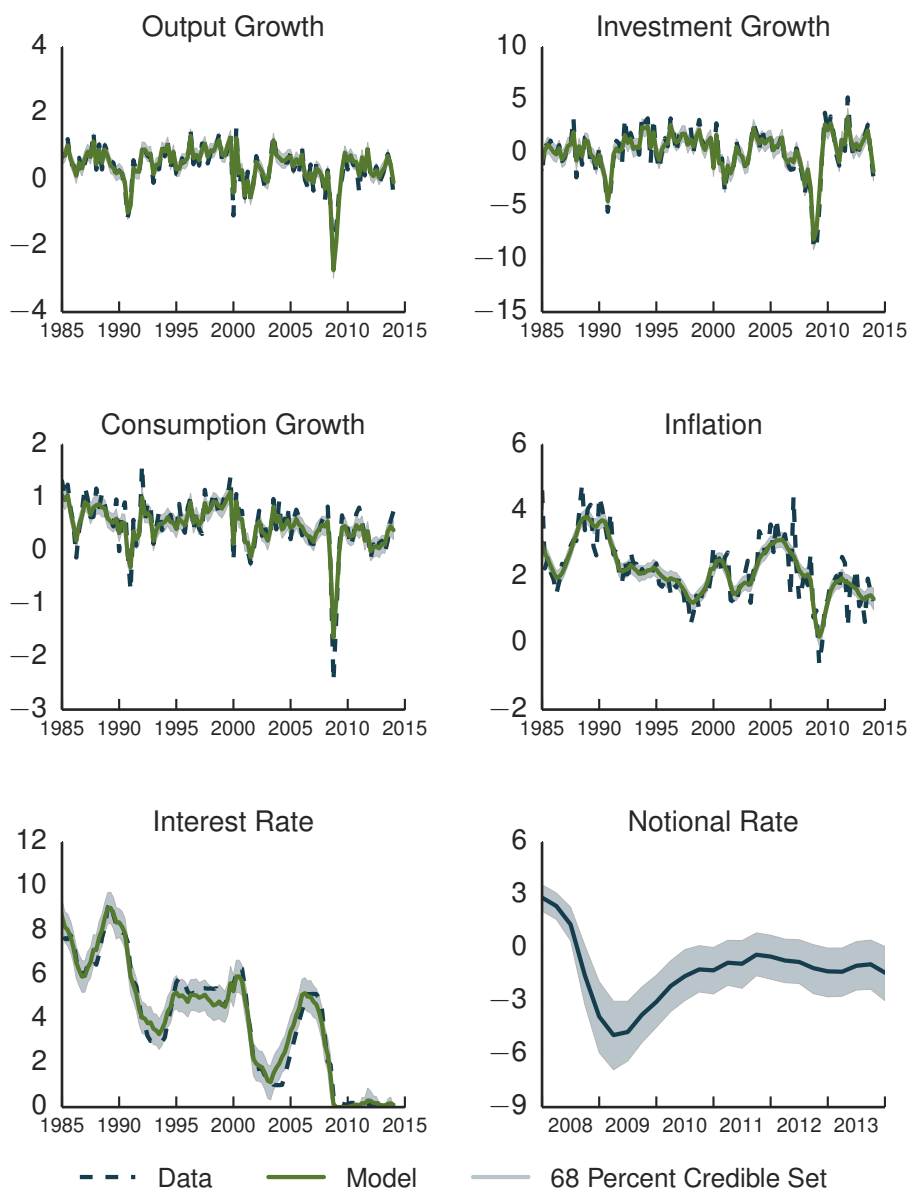 Output Growth
4
2
0
−2
−4
1985 1990 1995 2000 2005 2010 2015
Investment Growth
10
5
0
−5
−10
−15
1985 1990 1995 2000 2005 2010 2015
Consumption Growth
2
1
0
−1
−2
−3
1985 1990 1995 2000 2005 2010 2015
Inflation
6
4
2
0
−2
1985 1990 1995 2000 2005 2010 2015
Interest Rate
12
10
8
6
4
2
0
1985 1990 1995 2000 2005 2010 2015
Notional Rate
6
3
−0
−3
−6
−9
2008 2009 2010 2011 2012 2013
Data Model 68 Percent Credible Set